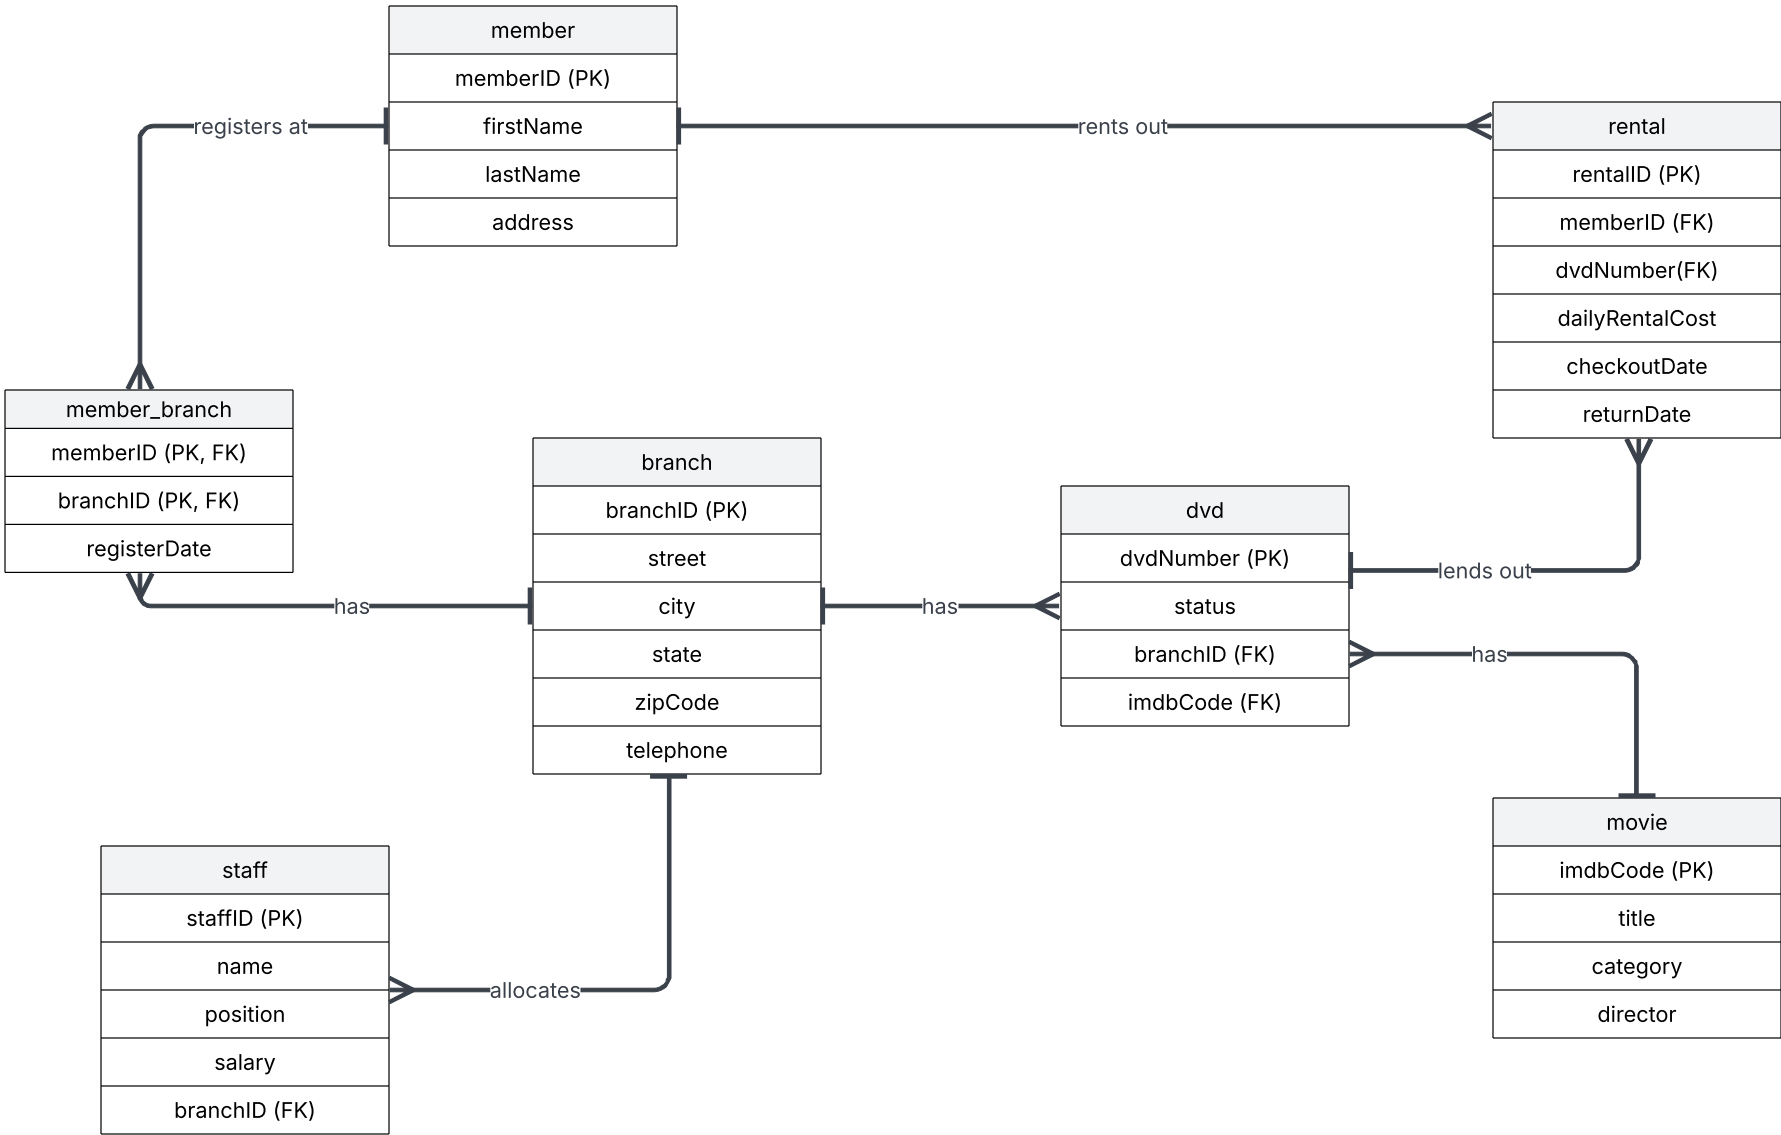 member
memberID (PK)
firstName
lastName
address
registers at
rents out
rental
rentalID (PK)
memberID (FK)
dvdNumber(FK)
dailyRentalCost
checkoutDate
returnDate
member_branch
memberID (PK, FK)
branchID (PK, FK)
registerDate
has
branch
branchID (PK)
street
city
state
zipCode
telephone
has
dvd
dvdNumber (PK)
status
branchID (FK)
imdbCode (FK)
lends out
has
movie
imdbCode (PK)
title
category
director
staff
staffID (PK)
name
position
salary
branchID (FK)
allocates